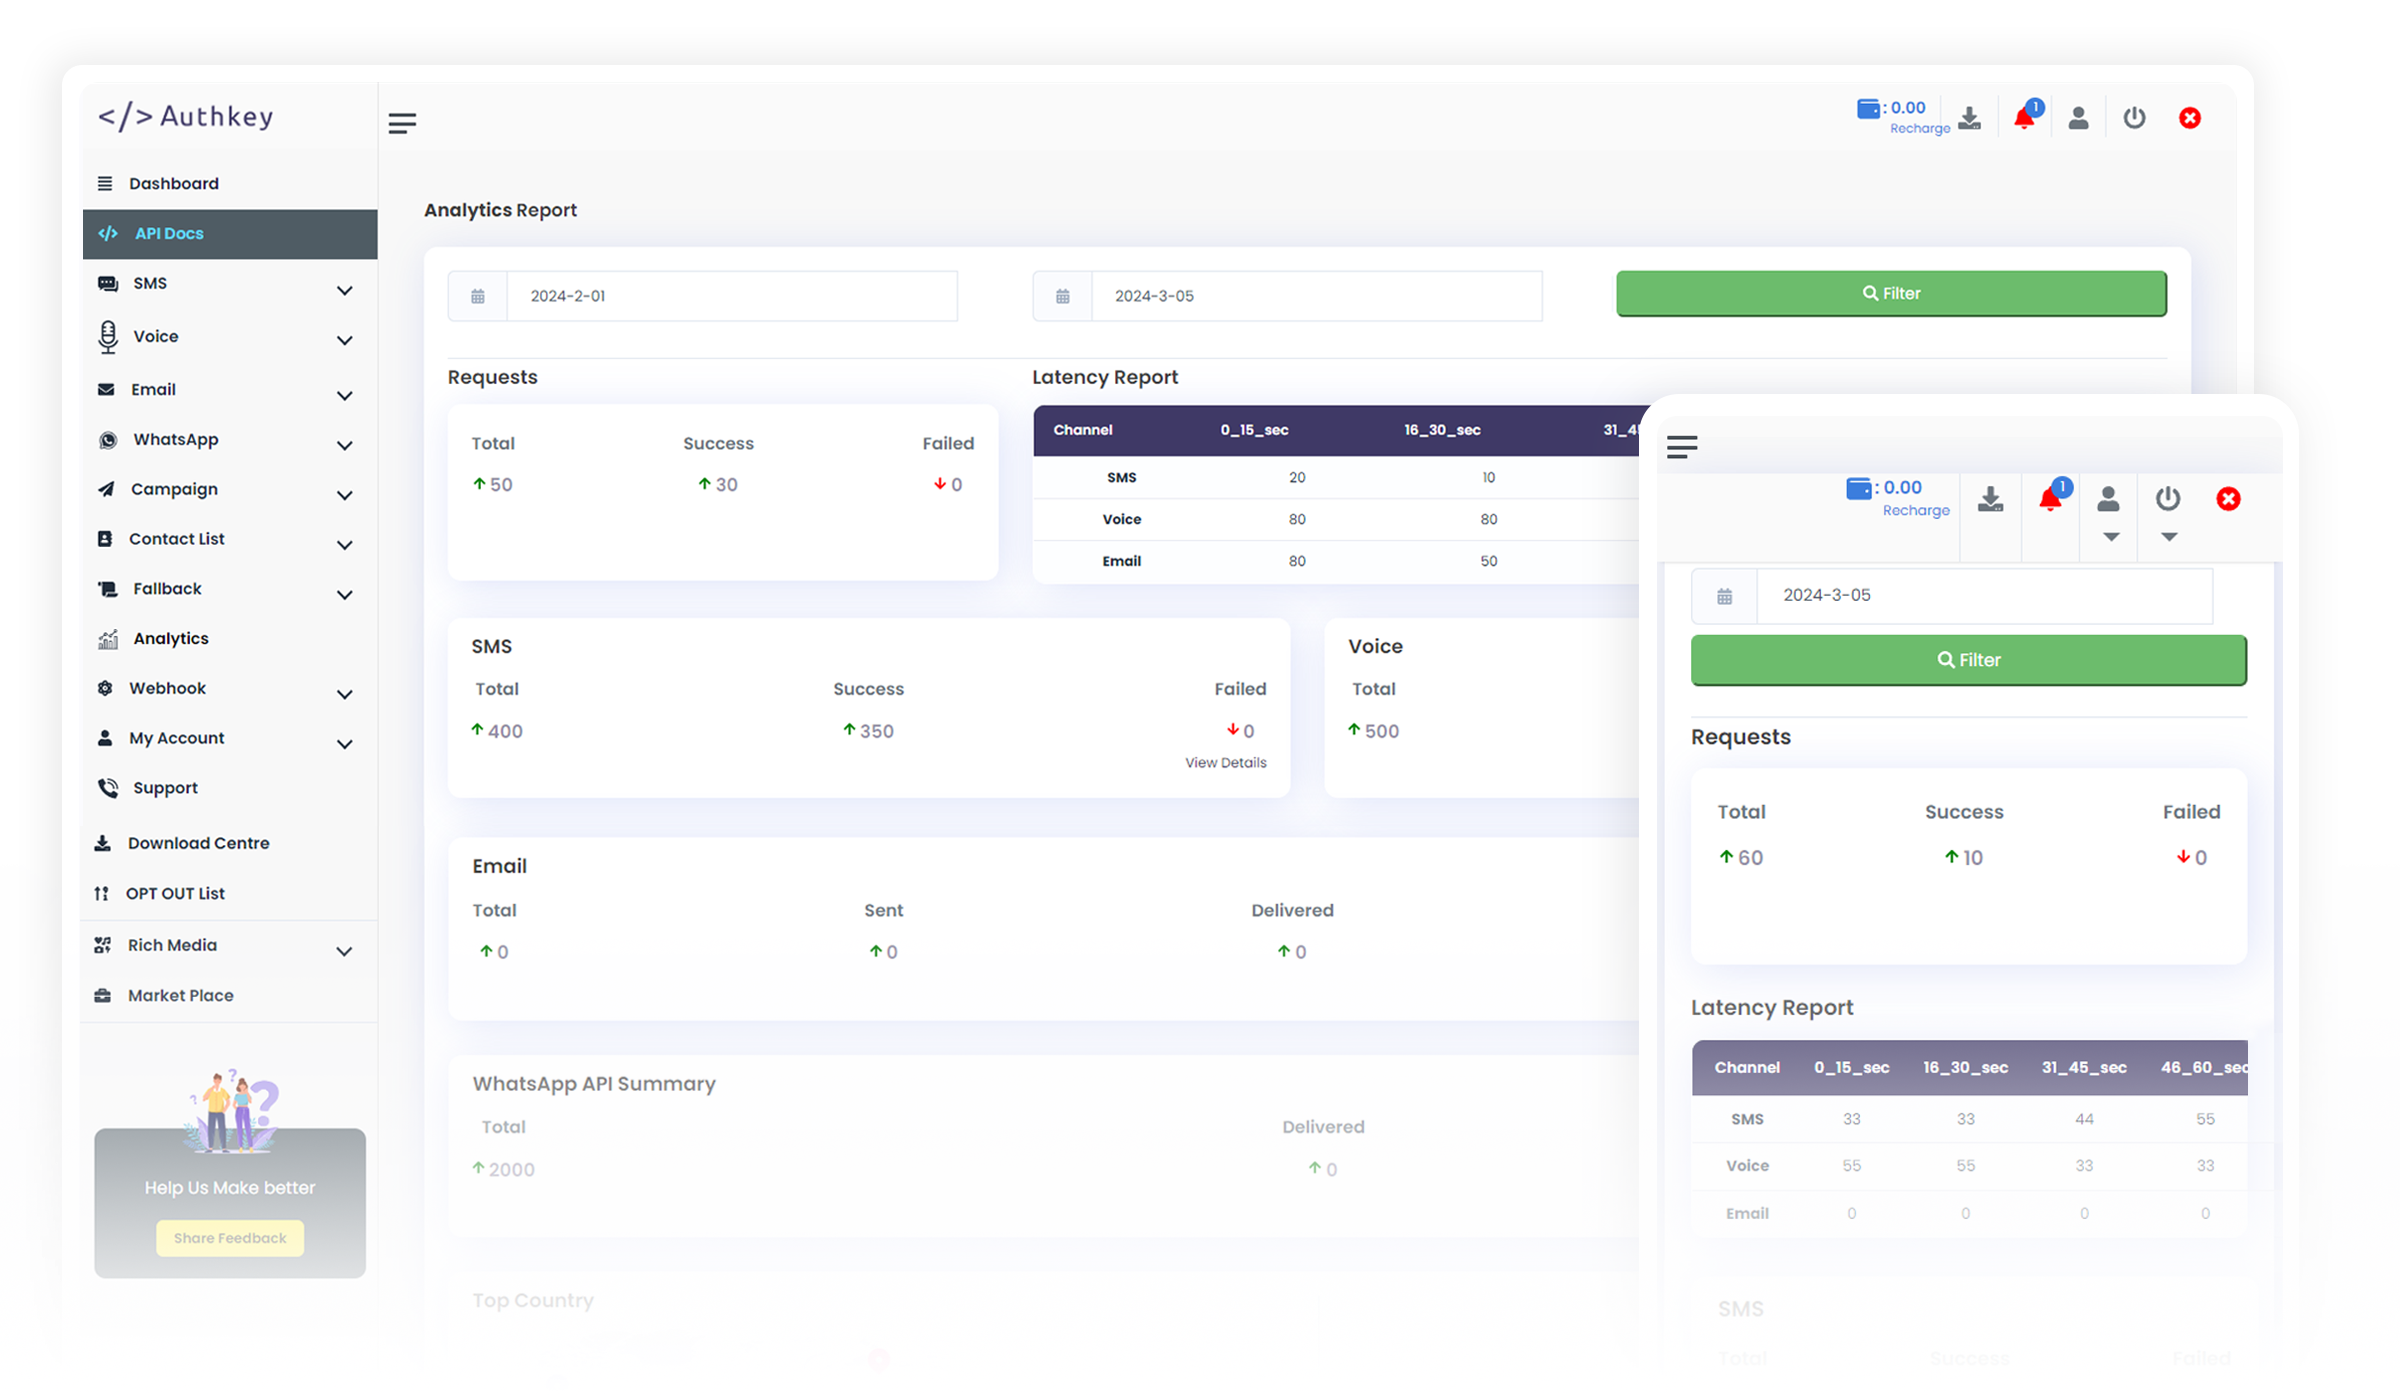 </> Authkey
: 0.00
Recharge
1
Dashboard
API Docs
SMS
Voice
Email
WhatsApp
Campaign
Contact List
Fallback
Analytics
Webhook
My Account
Support
Download Centre
OPT OUT List
Rich Media
Market Place
? ? ?
Help Us Make better
Share Feedback
Analytics Report
2024-2-01
2024-3-05
Filter
Requests
Total Success Failed
50 30 0
Latency Report
Channel 0_15_sec 16_30_sec
SMS 20 10
Voice 80 80
Email 80 50
SMS
Total Success Failed
400 350 0
View Details
Voice
Total
500
Email
Total Sent Delivered
0 0 0
WhatsApp API Summary
Total Delivered
2000 0
Top Country
: 0.00
Recharge
1
2024-3-05
Filter
Requests
Total Success Failed
60 10 0
Latency Report
Channel 0_15_sec 16_30_sec 31_45_sec 46_60_sec
SMS 33 33 44 55
Voice 55 55 33 33
Email 0 0 0 0
SMS
Total Success Failed